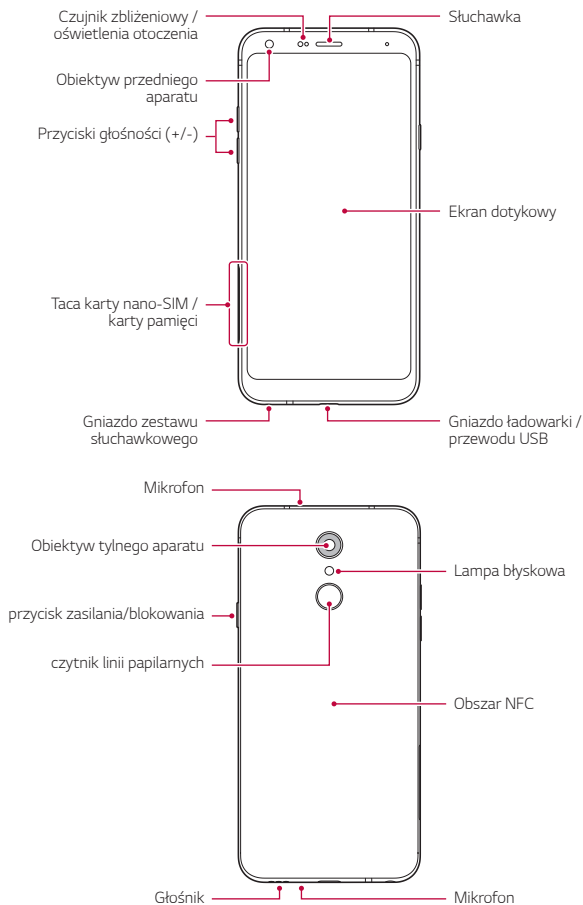 Czujnik zbliżeniowy /
oświetlenia otoczenia
Słuchawka
Obiektyw przedniego
aparatu
Przyciski głośności (+/-)
Ekran dotykowy
Taca karty nano-SIM /
karty pamięci
Gniazdo zestawu
słuchawkowego
Gniazdo ładowarki /
przewodu USB
Mikrofon
Obiektyw tylnego aparatu
Lampa błyskowa
przycisk zasilania/blokowania
czytnik linii papilarnych
Obszar NFC
Głośnik
Mikrofon